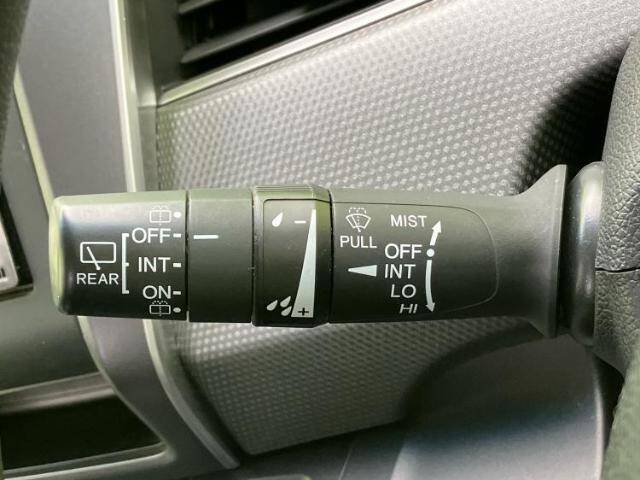 REAR
OFF
INT
ON
- +
PULL
MIST
OFF
INT
LO
HI